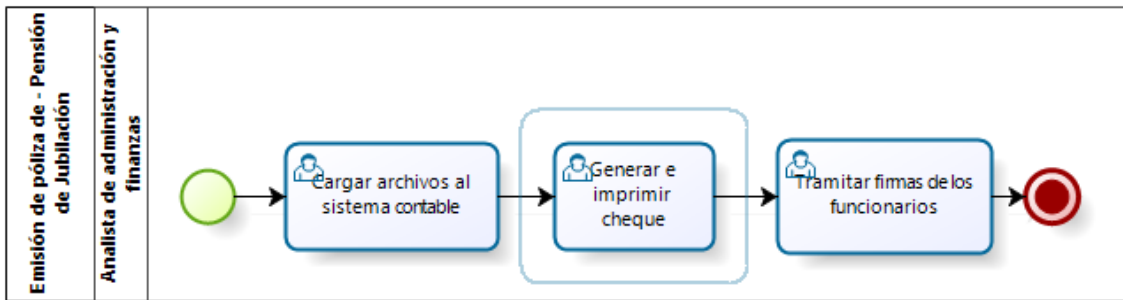 Emisión de póliza de - Pensión
de Jubilación
Analista de administración y
finanzas
Cargar archivos al
sistema contable
Generar e
imprimir
cheque
Tramitar firmas de los
funcionarios